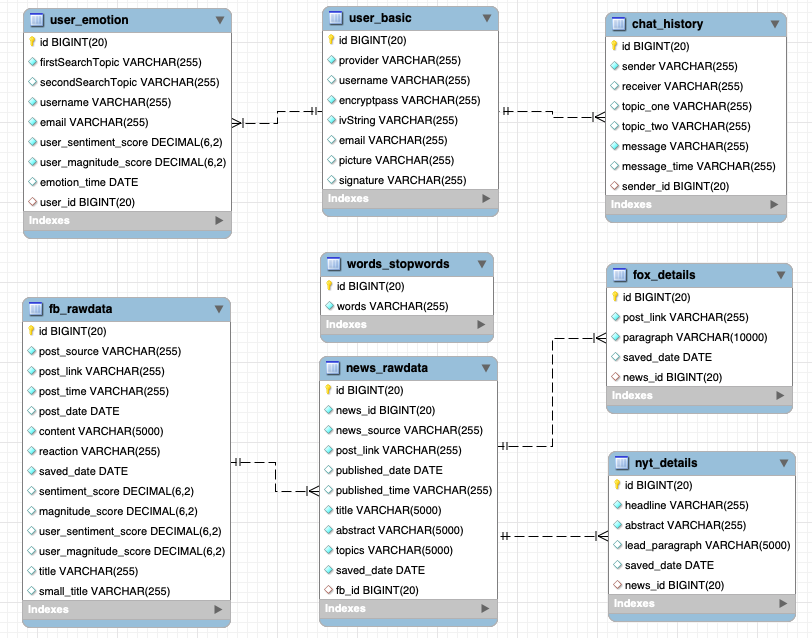 user_emotion
id BIGINT(20)
firstSearchTopic VARCHAR(255)
secondSearchTopic VARCHAR(255)
username VARCHAR(255)
email VARCHAR(255)
user_sentiment_score DECIMAL(6,2)
user_magnitude_score DECIMAL(6,2)
emotion_time DATE
user_id BIGINT(20)
Indexes
user_basic
id BIGINT(20)
provider VARCHAR(255)
username VARCHAR(255)
encryptpass VARCHAR(255)
ivString VARCHAR(255)
email VARCHAR(255)
picture VARCHAR(255)
signature VARCHAR(255)
Indexes
chat_history
id BIGINT(20)
sender VARCHAR(255)
receiver VARCHAR(255)
topic_one VARCHAR(255)
topic_two VARCHAR(255)
message VARCHAR(255)
message_time VARCHAR(255)
sender_id BIGINT(20)
Indexes
words_stopwords
id BIGINT(20)
words VARCHAR(255)
Indexes
fox_details
id BIGINT(20)
post_link VARCHAR(255)
paragraph VARCHAR(10000)
saved_date DATE
news_id BIGINT(20)
Indexes
fb_rawdata
id BIGINT(20)
post_source VARCHAR(255)
post_link VARCHAR(255)
post_time VARCHAR(255)
post_date DATE
content VARCHAR(5000)
reaction VARCHAR(255)
saved_date DATE
sentiment_score DECIMAL(6,2)
magnitude_score DECIMAL(6,2)
user_sentiment_score DECIMAL(6,2)
user_magnitude_score DECIMAL(6,2)
title VARCHAR(255)
small_title VARCHAR(255)
Indexes
news_rawdata
id BIGINT(20)
news_id BIGINT(20)
news_source VARCHAR(255)
post_link VARCHAR(255)
published_date DATE
published_time VARCHAR(255)
title VARCHAR(5000)
abstract VARCHAR(5000)
topics VARCHAR(5000)
saved_date DATE
fb_id BIGINT(20)
Indexes
nyt_details
id BIGINT(20)
headline VARCHAR(255)
abstract VARCHAR(255)
lead_paragraph VARCHAR(5000)
saved_date DATE
news_id BIGINT(20)
Indexes